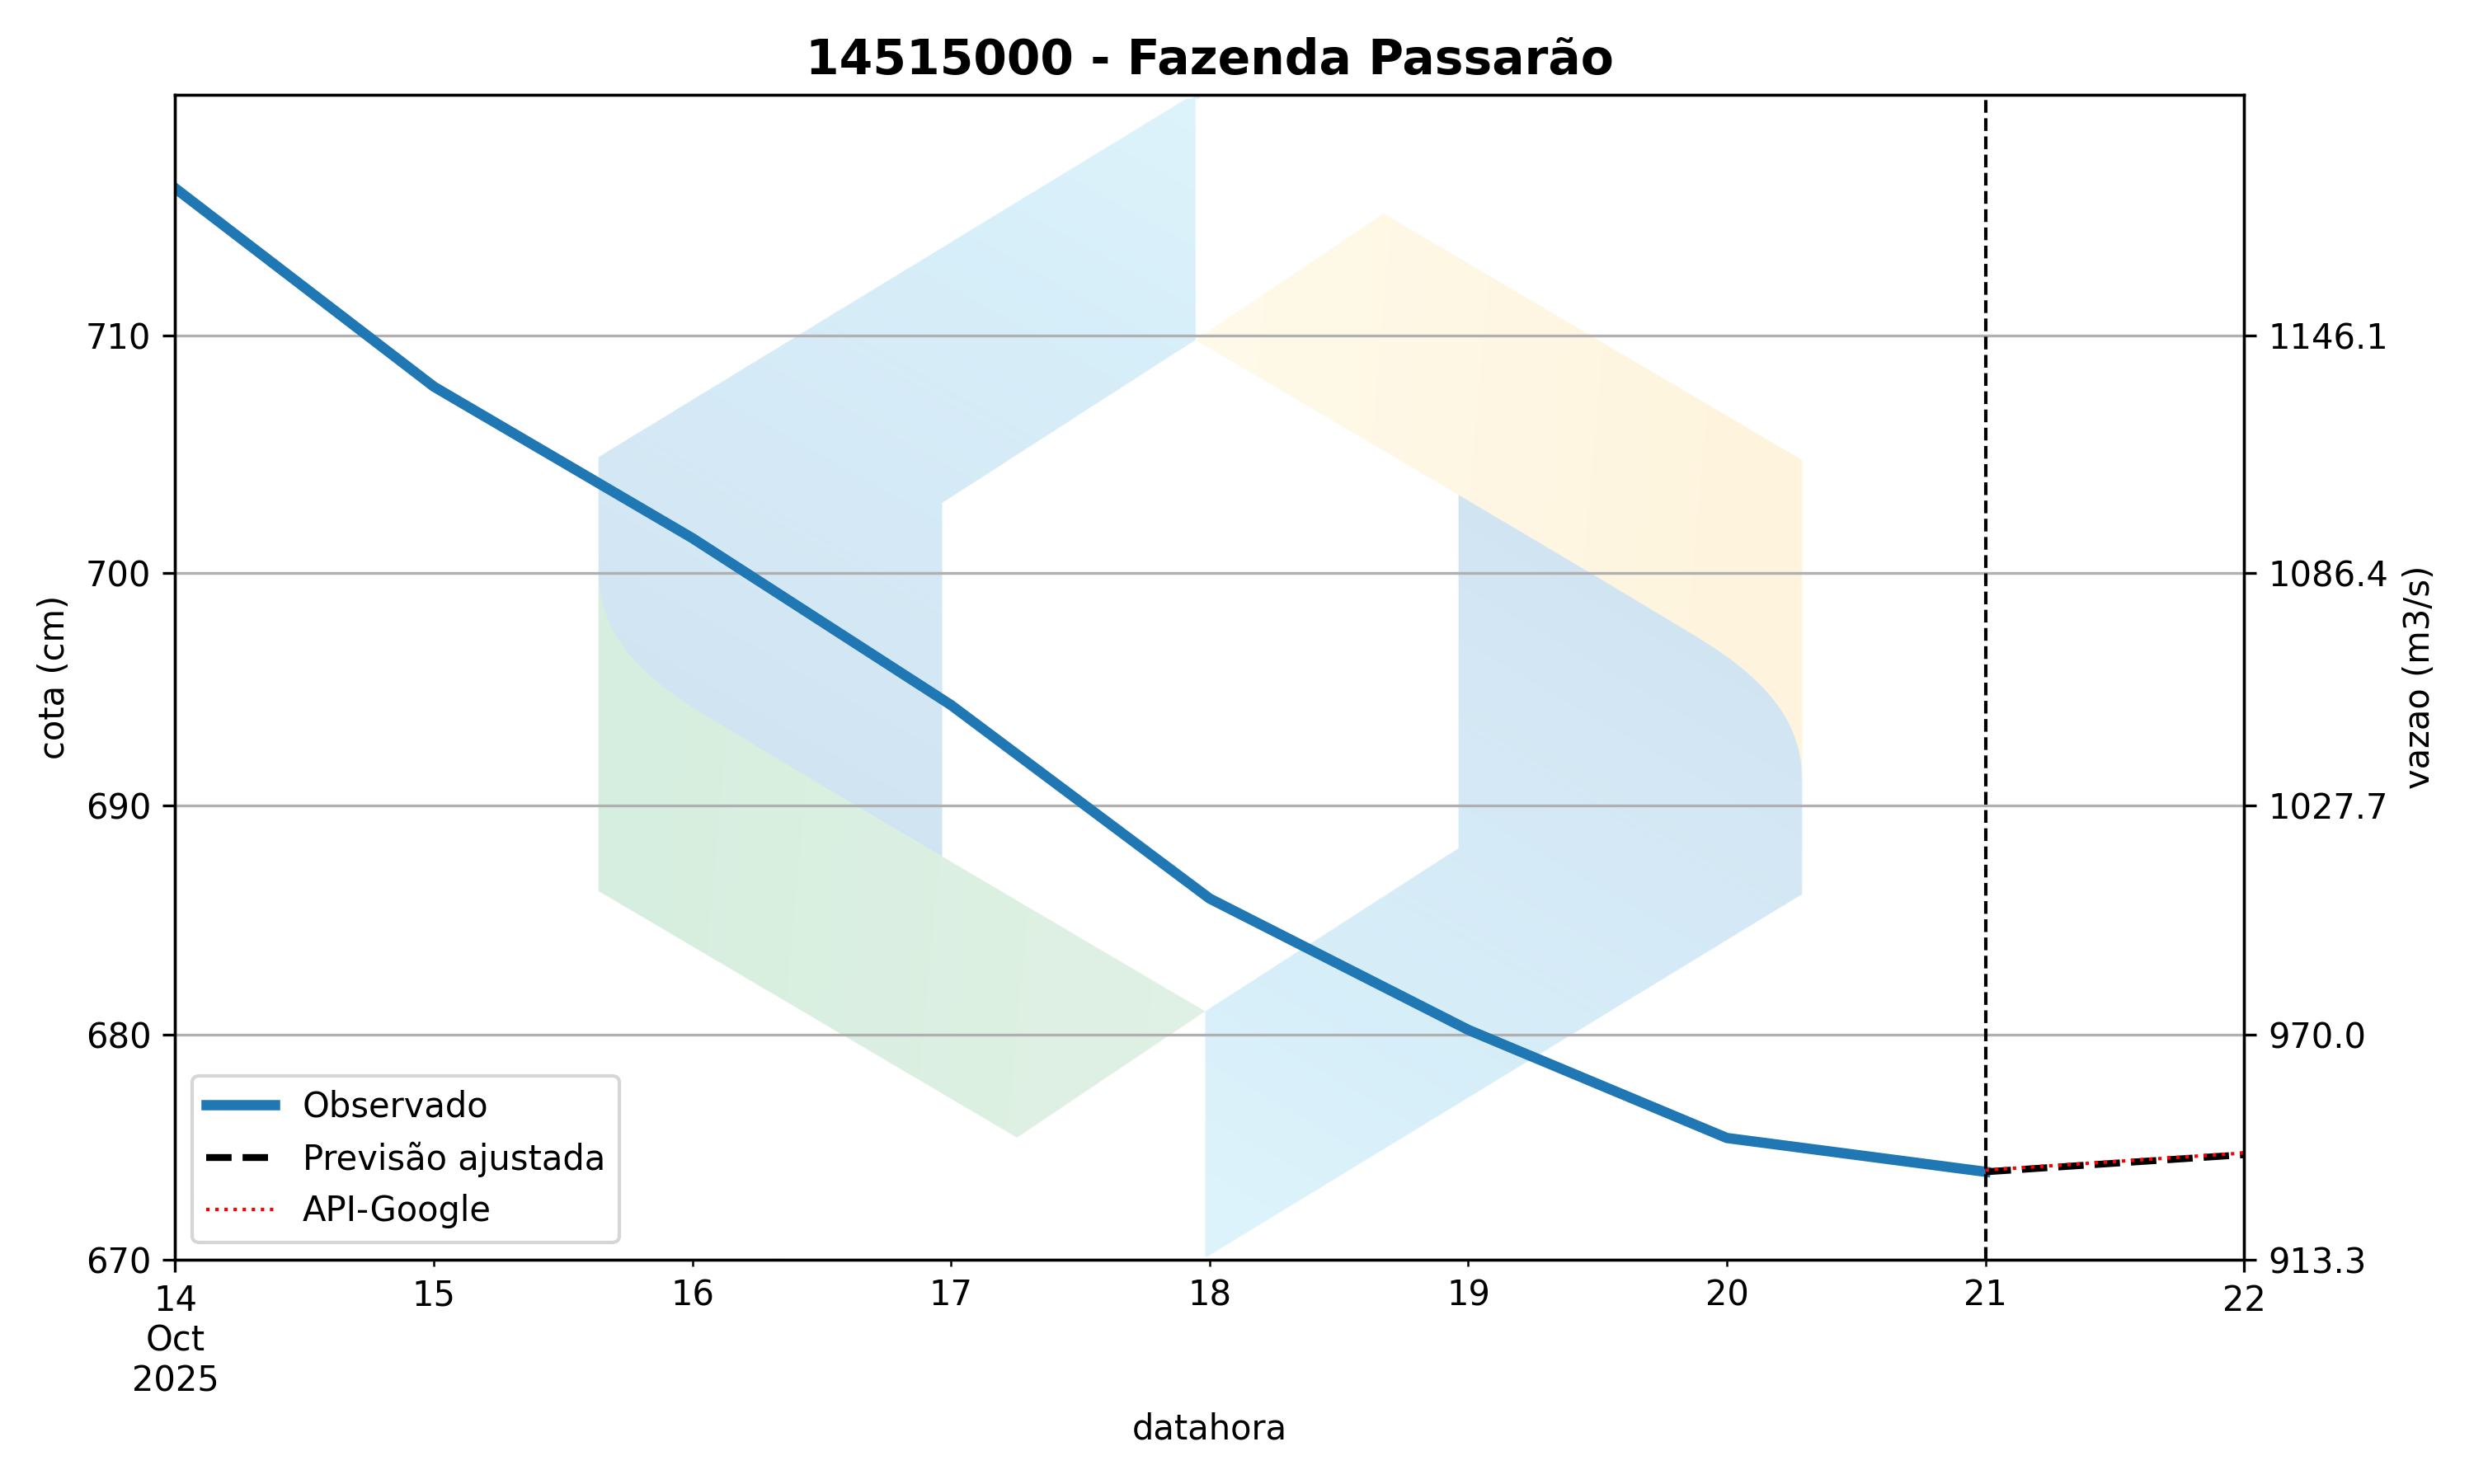 14515000 - Fazenda Passarão
710
700
690
680
670
cota (cm)
1146.1
1086.4
1027.7
970.0
913.3
vazao (m3/s)
Observado
Previsão ajustada
API-Google
14 15 16 17 18 19 20 21 22
Oct
2025
datahora